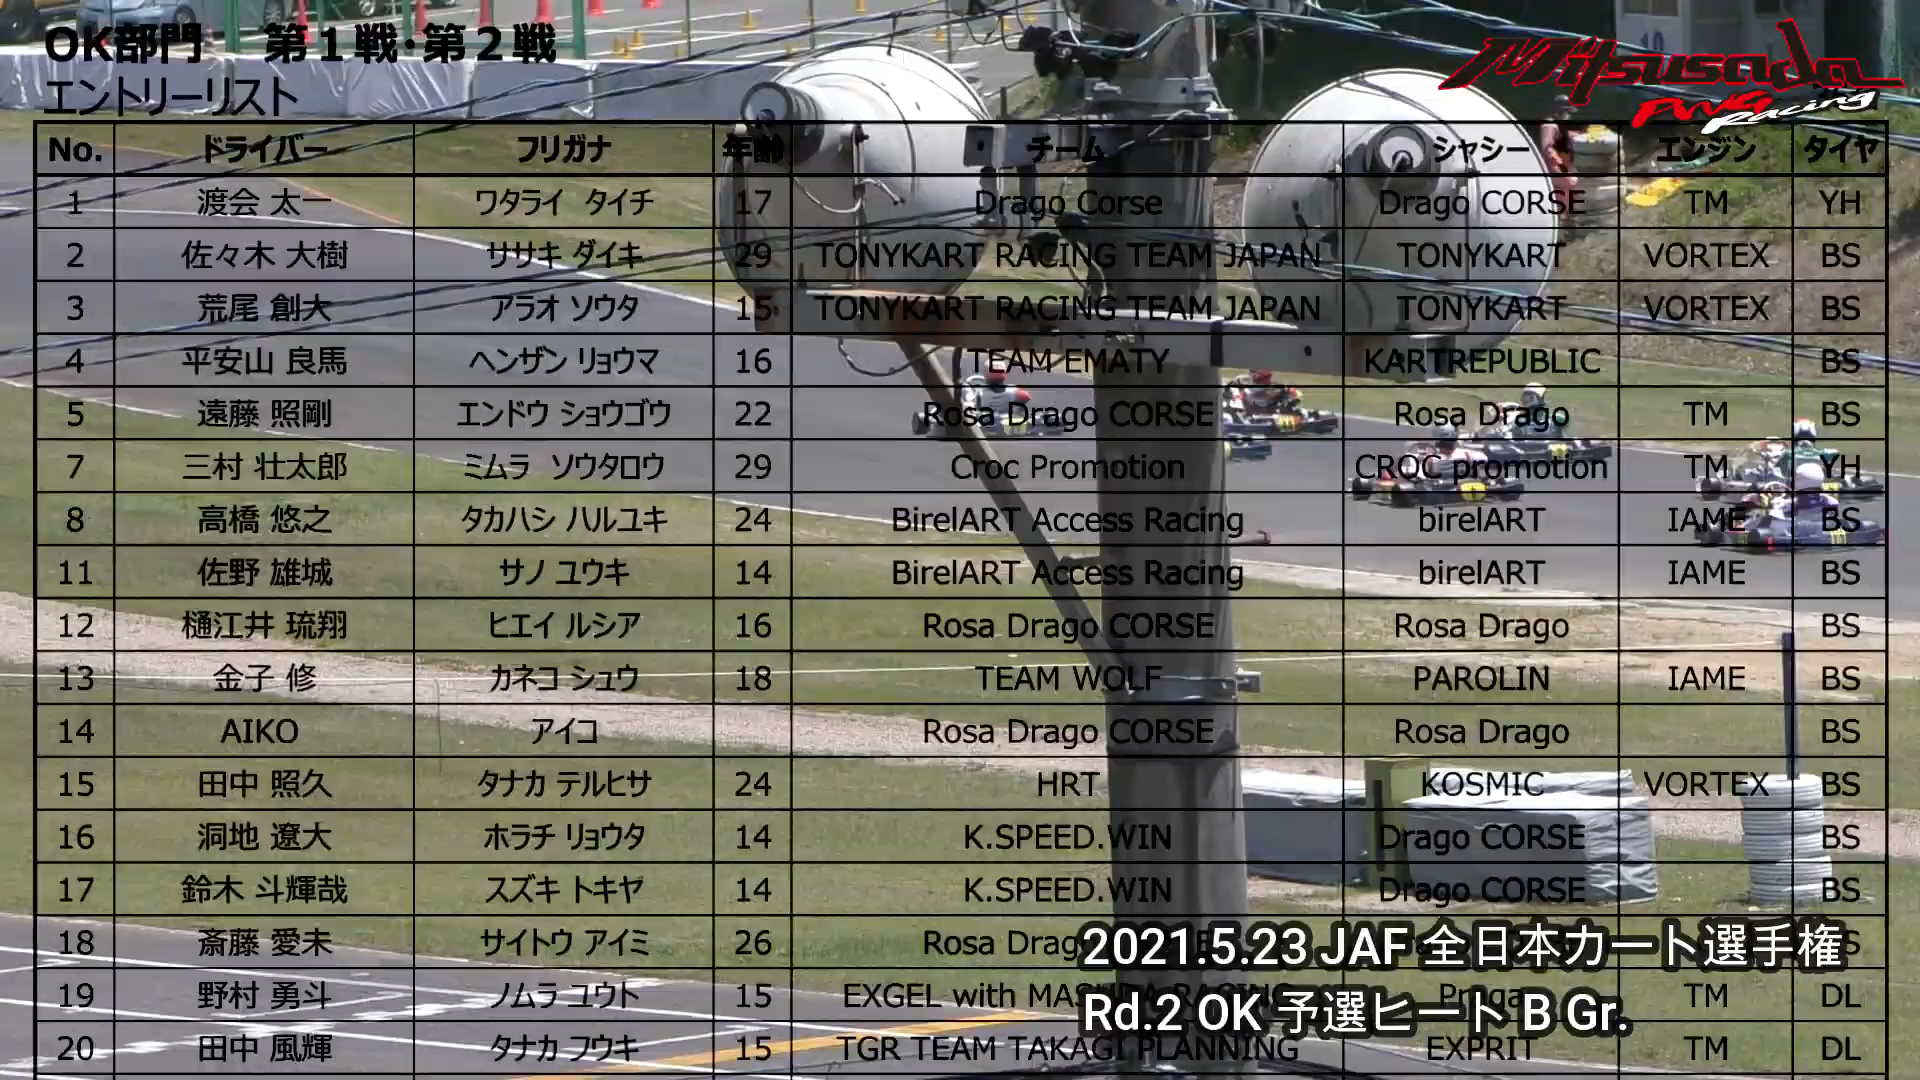 OK部門 第1戦・第2戦
エントリーリスト
Mitsusada
PWG Racing
No. ドライバー フリガナ 年齢 チーム シャシー エンジン タイヤ
1 渡会 太一 ワタライ タイチ 17 Drago Corse Drago CORSE TM YH
2 佐々木 大樹 ササキ ダイキ 29 TONYKART RACING TEAM JAPAN TONYKART VORTEX BS
3 荒尾 創大 アラオ ソウタ 15 TONYKART RACING TEAM JAPAN TONYKART VORTEX BS
4 平安山 良馬 ヘンザン リョウマ 16 TEAM EMATY KARTREPUBLIC BS
5 遠藤 照剛 エンドウ ショウゴウ 22 Rosa Drago CORSE Rosa Drago TM BS
7 三村 壮太郎 ミムラ ソウタロウ 29 Croc Promotion CROC promotion TM YH
8 高橋 悠之 タカハシ ハルユキ 24 BirelART Access Racing birelART IAME BS
11 佐野 雄城 サノ ユウキ 14 BirelART Access Racing birelART IAME BS
12 樋江井 琉翔 ヒエイ ルシア 16 Rosa Drago CORSE Rosa Drago BS
13 金子 修 カネコ シュウ 18 TEAM WOLF PAROLIN IAME BS
14 AIKO アイコ Rosa Drago CORSE Rosa Drago BS
15 田中 照久 タナカ テルヒサ 24 HRT KOSMIC VORTEX BS
16 洞地 遼大 ホラチ リョウタ 14 K.SPEED.WIN Drago CORSE BS
17 鈴木 斗輝哉 スズキ トキヤ 14 K.SPEED.WIN Drago CORSE BS
18 斎藤 愛未 サイトウ アイミ 26 Rosa
19 野村 勇斗 ノムラ ユウト 15 EXGEL with MASUDA RACING Praga TM DL
20 田中 風輝 タナカ フウキ 15 TGR TEAM TAKAGI PLANNING EXPRIT TM DL
2021.5.23 JAF 全日本カート選手権
Rd.2 OK 予選ヒート B Gr.